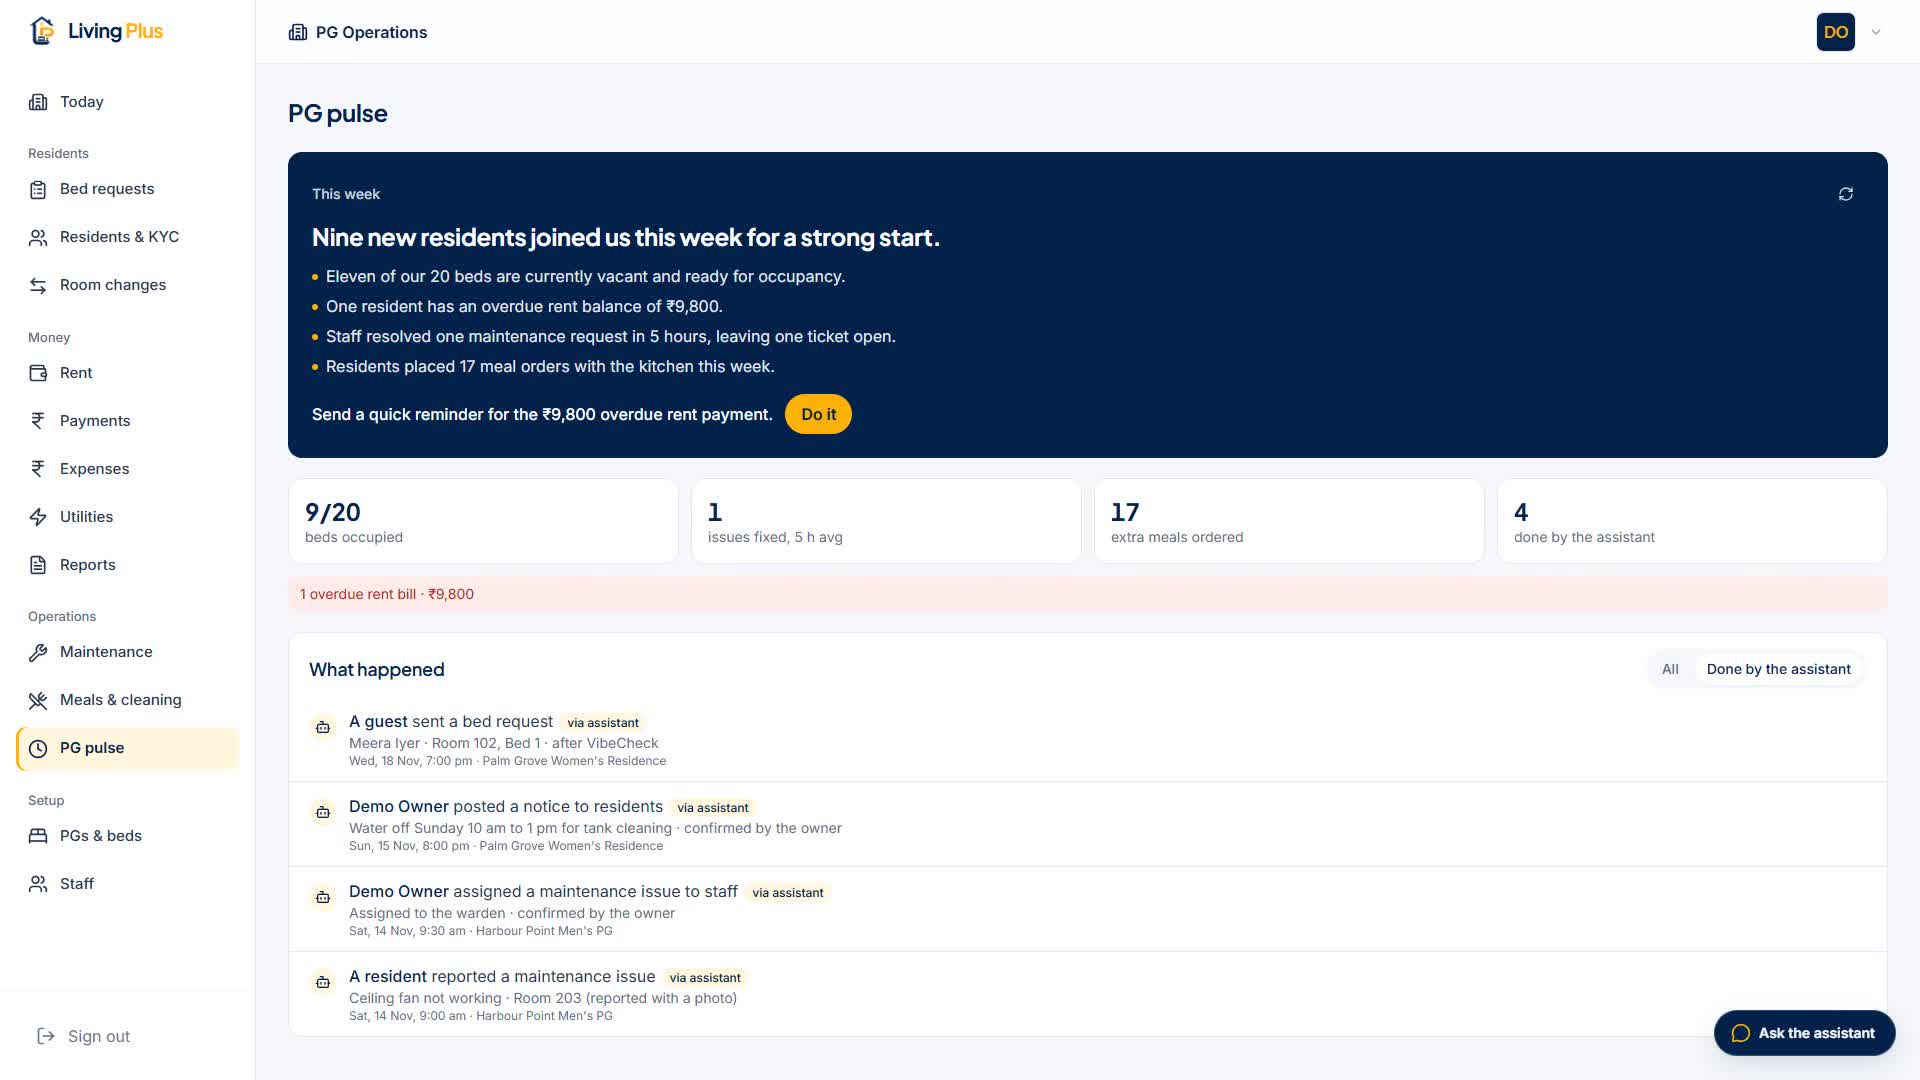 Living Plus
PG Operations
DO
Today
Residents
Bed requests
Residents & KYC
Room changes
Money
Rent
Payments
Expenses
Utilities
Reports
Operations
Maintenance
Meals & cleaning
PG pulse
Setup
PGs & beds
Staff
Sign out
PG pulse
This week
Nine new residents joined us this week for a strong start.
Eleven of our 20 beds are currently vacant and ready for occupancy.
One resident has an overdue rent balance of ₹9,800.
Staff resolved one maintenance request in 5 hours, leaving one ticket open.
Residents placed 17 meal orders with the kitchen this week.
Send a quick reminder for the ₹9,800 overdue rent payment. Do it
9/20
beds occupied
1
issues fixed, 5 h avg
17
extra meals ordered
4
done by the assistant
1 overdue rent bill · ₹9,800
What happened
All Done by the assistant
A guest sent a bed request via assistant
Meera Iyer · Room 102, Bed 1 · after VibeCheck
Wed, 18 Nov, 7:00 pm · Palm Grove Women's Residence
Demo Owner posted a notice to residents via assistant
Water off Sunday 10 am to 1 pm for tank cleaning · confirmed by the owner
Sun, 15 Nov, 8:00 pm · Palm Grove Women's Residence
Demo Owner assigned a maintenance issue to staff via assistant
Assigned to the warden · confirmed by the owner
Sat, 14 Nov, 9:30 am · Harbour Point Men's PG
A resident reported a maintenance issue via assistant
Ceiling fan not working · Room 203 (reported with a photo)
Sat, 14 Nov, 9:00 am · Harbour Point Men's PG
Ask the assistant